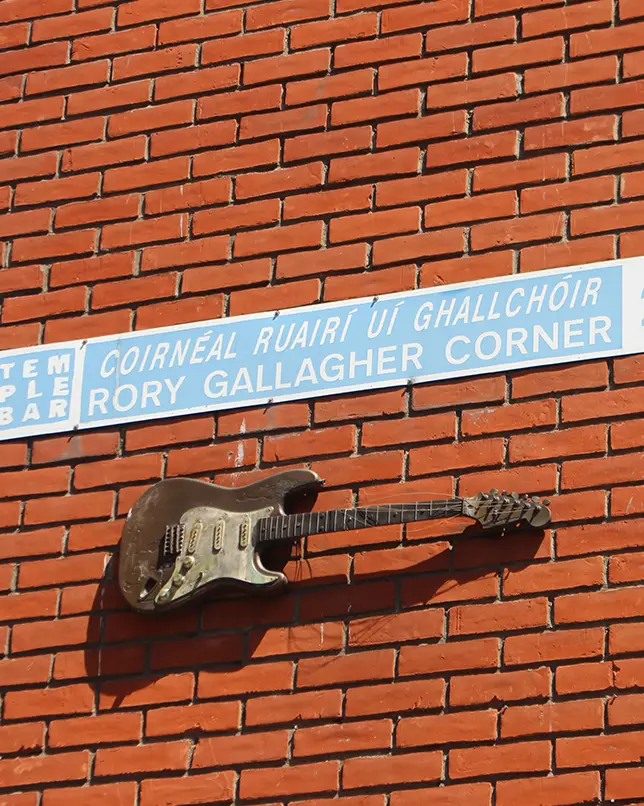 TEM
PLE
BAR
COIRNÉAL RUAIRÍ UÍ GHALLCHÓIR
RORY GALLAGHER CORNER